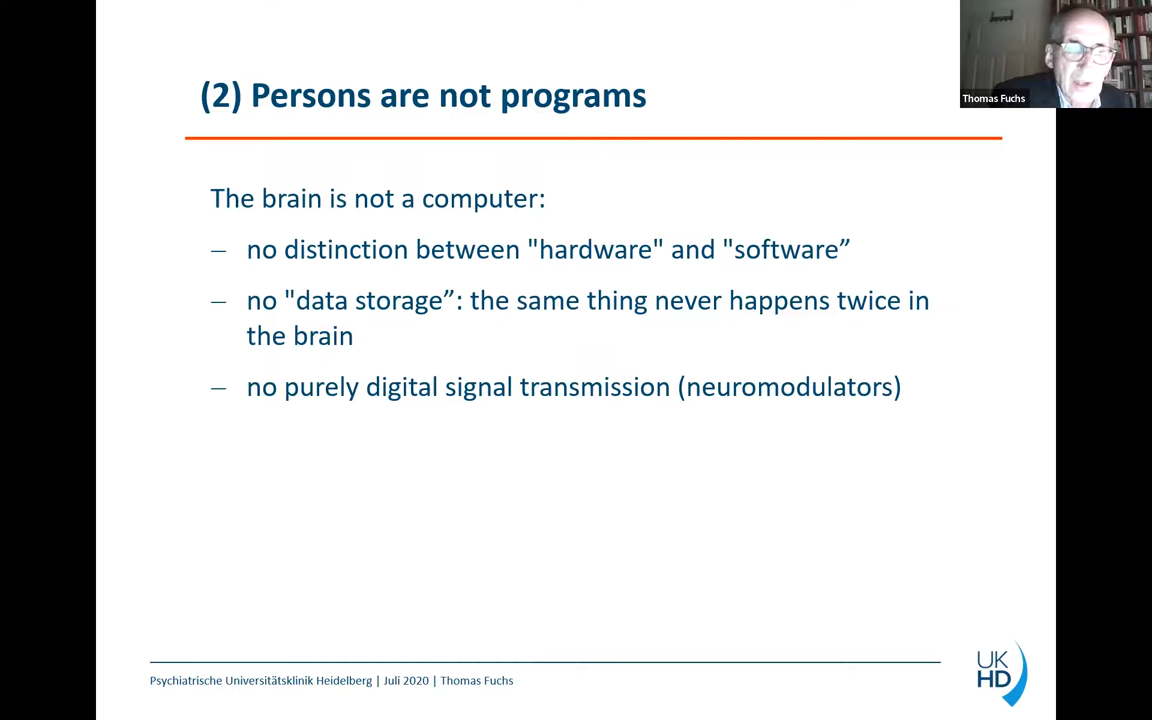 (2) Persons are not programs
The brain is not a computer:
– no distinction between "hardware" and "software”
– no "data storage”: the same thing never happens twice in
the brain
– no purely digital signal transmission (neuromodulators)
Thomas Fuchs
Psychiatrische Universitätsklinik Heidelberg | Juli 2020 | Thomas Fuchs
UK
HD